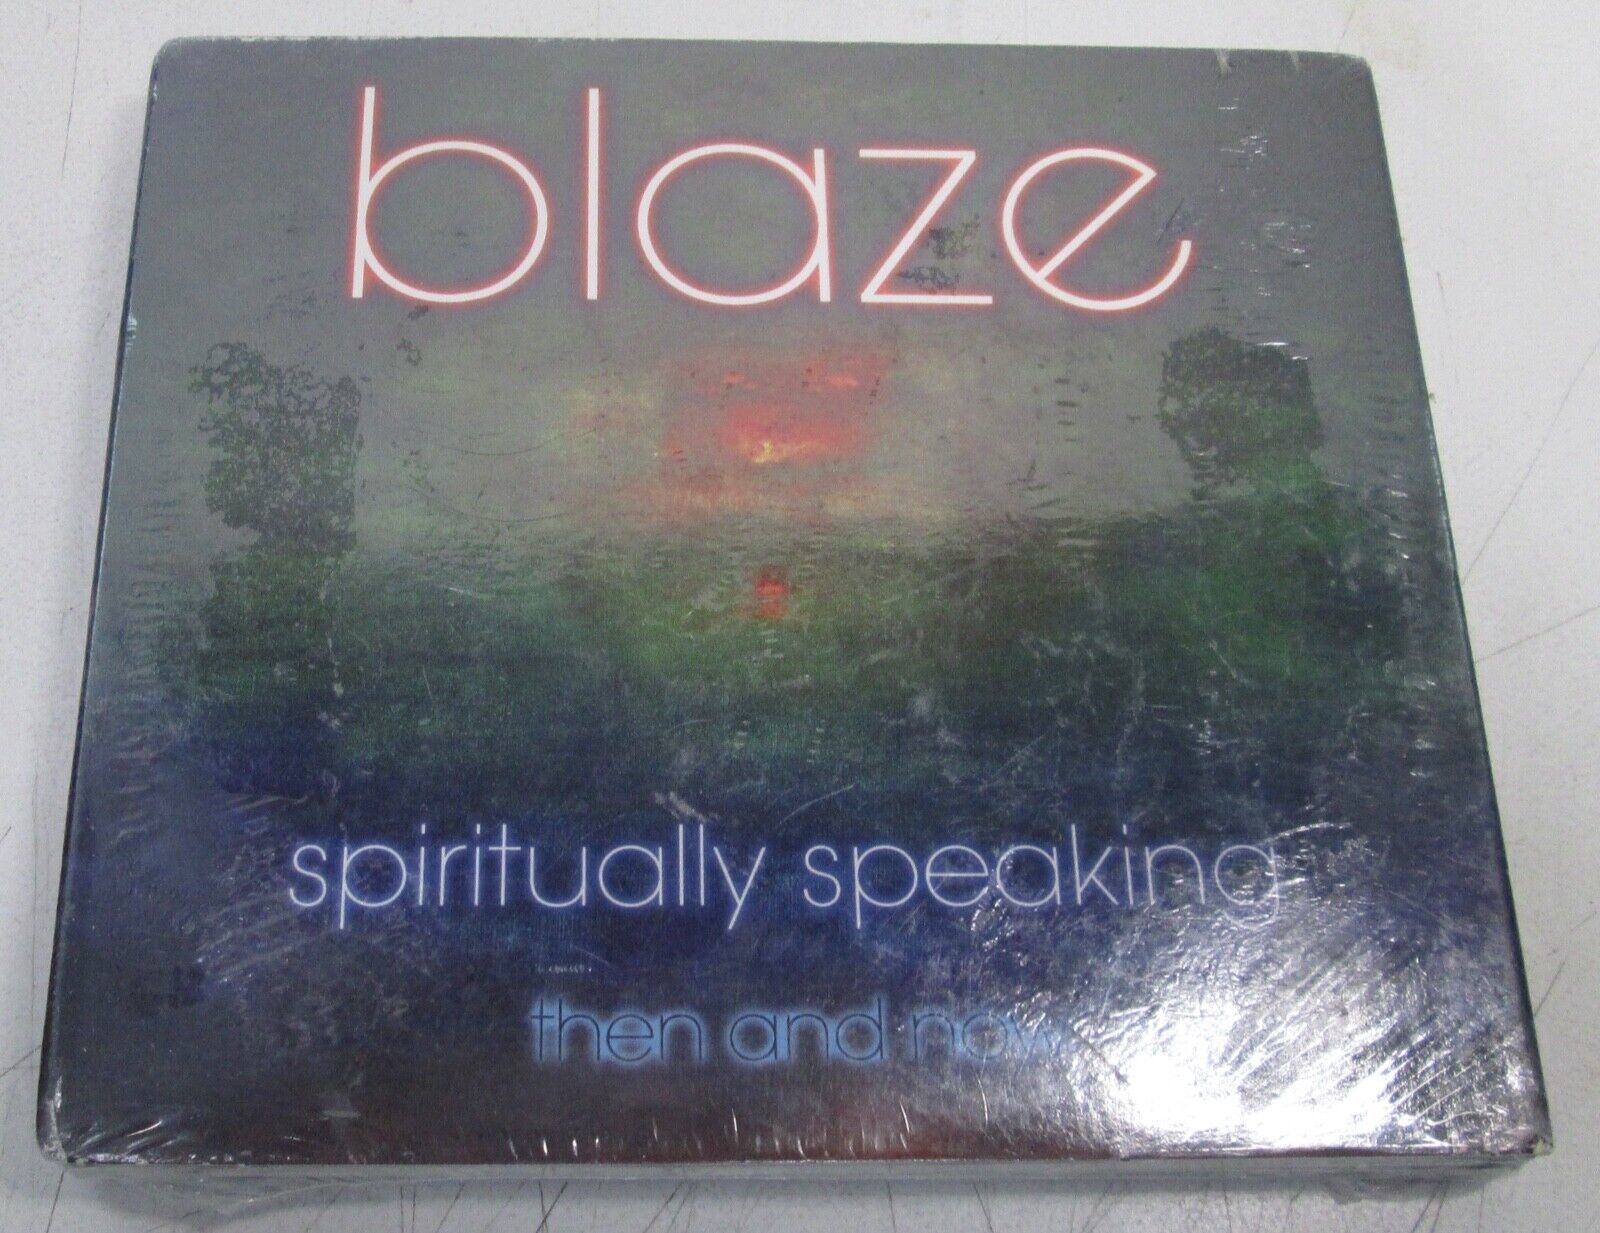 blaze
spiritually speaking
then and now